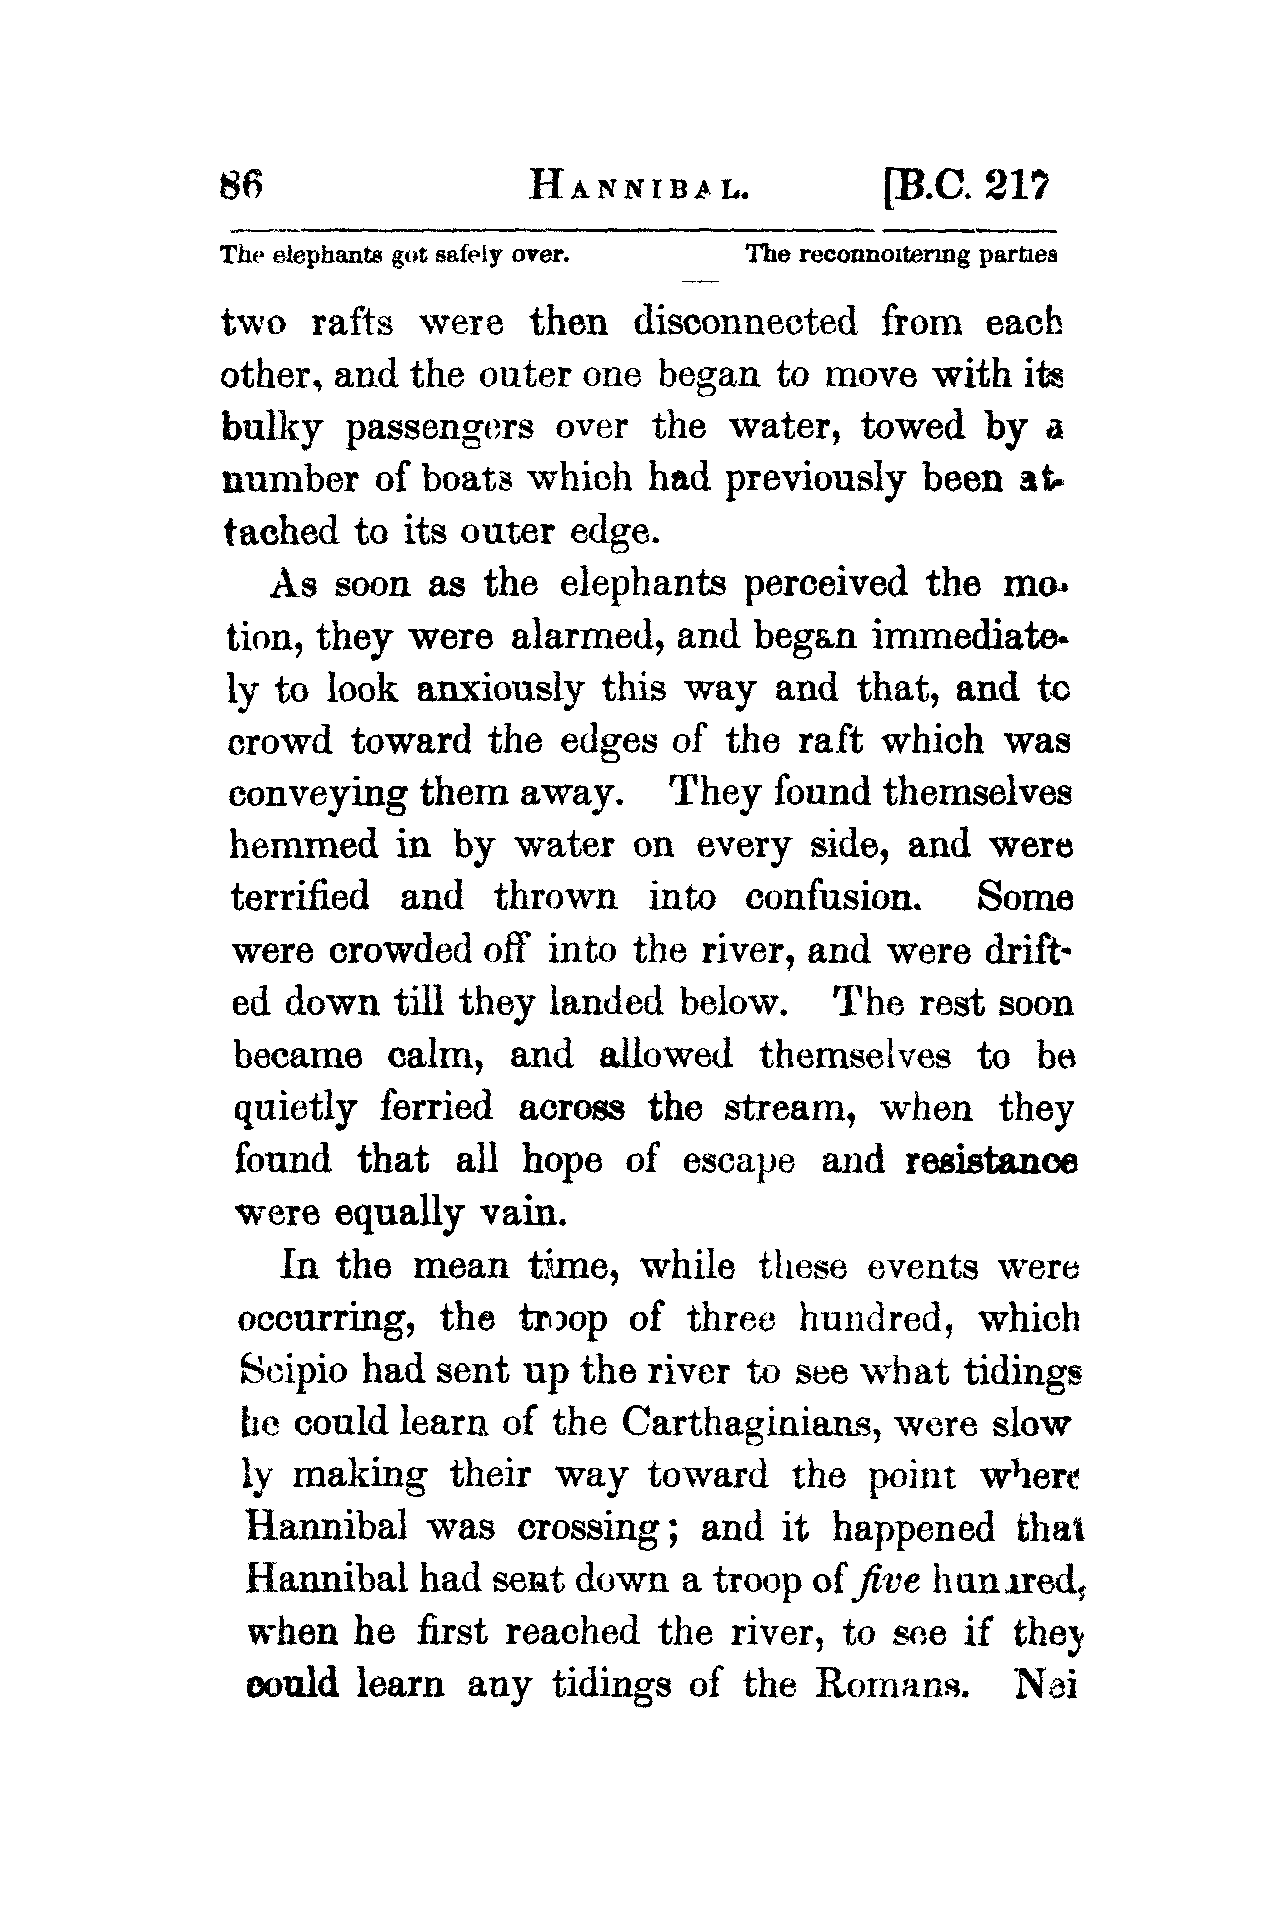 86 HANNIBAL. [B.C. 217
The elephants got safely over. The reconnoitering parties
two rafts were then disconnected from each
other, and the outer one began to move with its
bulky passengers over the water, towed by a
number of boats which had previously been at-
tached to its outer edge.
As soon as the elephants perceived the mo-
tion, they were alarmed, and began immediate-
ly to look anxiously this way and that, and to
crowd toward the edges of the raft which was
conveying them away. They found themselves
hemmed in by water on every side, and were
terrified and thrown into confusion. Some
were crowded off into the river, and were drift-
ed down till they landed below. The rest soon
became calm, and allowed themselves to be
quietly ferried across the stream, when they
found that all hope of escape and resistance
were equally vain.
In the mean time, while these events were
occurring, the troop of three hundred, which
Scipio had sent up the river to see what tidings
he could learn of the Carthaginians, were slow
ly making their way toward the point where
Hannibal was crossing; and it happened that
Hannibal had sent down a troop of five hundred,
when he first reached the river, to see if they
could learn any tidings of the Romans. Nei